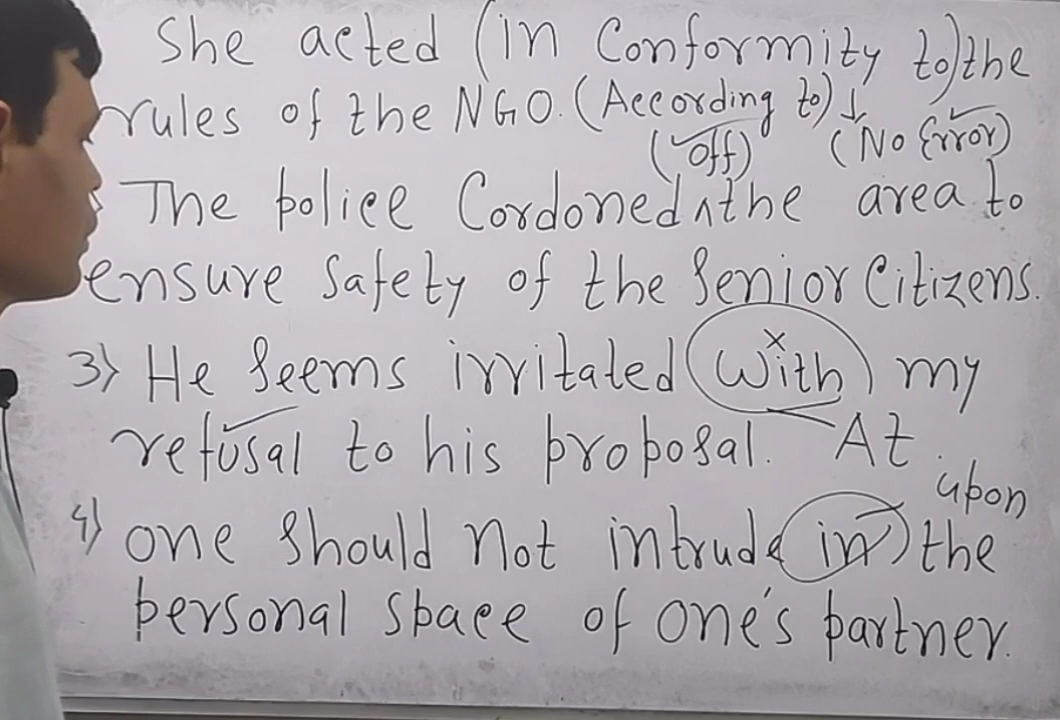 She acted (in Conformity to) the
rules of the NGO. (According to) ↓
(Off) (No Error)
The police Cordoned ^ the area to
ensure Safety of the Senior Citizens.
3) He Seems irritated with my
refusal to his proposal. At
upon
4) one should not intrude in the
personal space of one's partner.